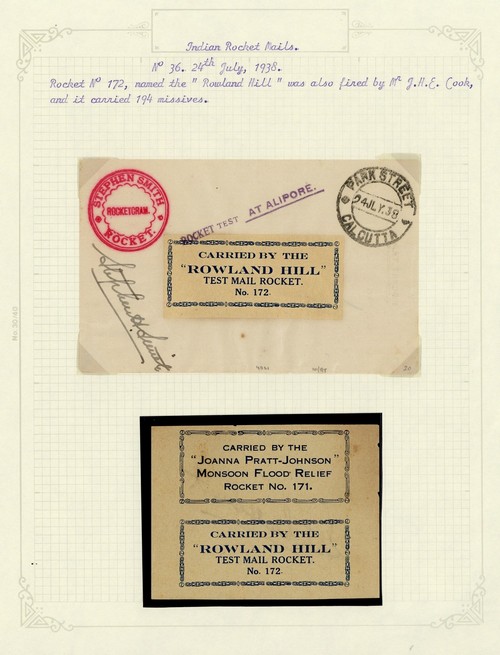 Indian Rocket Mails.
Nº 36. 24th July, 1938.
Rocket Nº 172, named the "Rowland Hill" was also fired by Mr J.H.E. Cook,
and it carried 194 missives.
STEPHEN SMITH
ROCKETGRAM.
ROCKET.
ROCKET TEST AT ALIPORE.
PARK STREET
24 JLY.38
CALCUTTA
CARRIED BY THE
"ROWLAND HILL"
TEST MAIL ROCKET.
No. 172.
Stephen H. Smith
CARRIED BY THE
"JOANNA PRATT-JOHNSON"
MONSOON FLOOD RELIEF
ROCKET NO. 171.
CARRIED BY THE
"ROWLAND HILL"
TEST MAIL ROCKET.
No. 172.